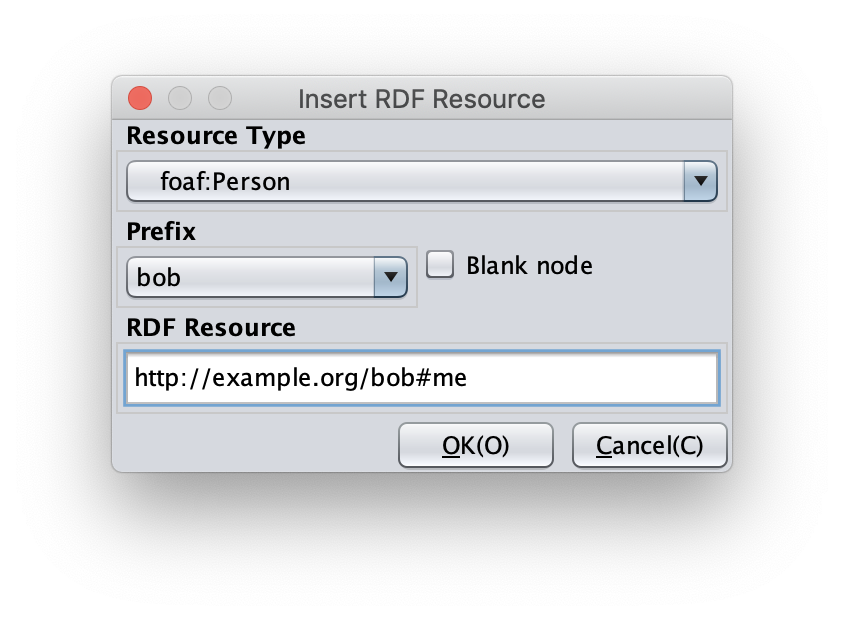 Insert RDF Resource
Resource Type
foaf:Person
Prefix
bob
Blank node
RDF Resource
http://example.org/bob#me
OK(O)
Cancel(C)